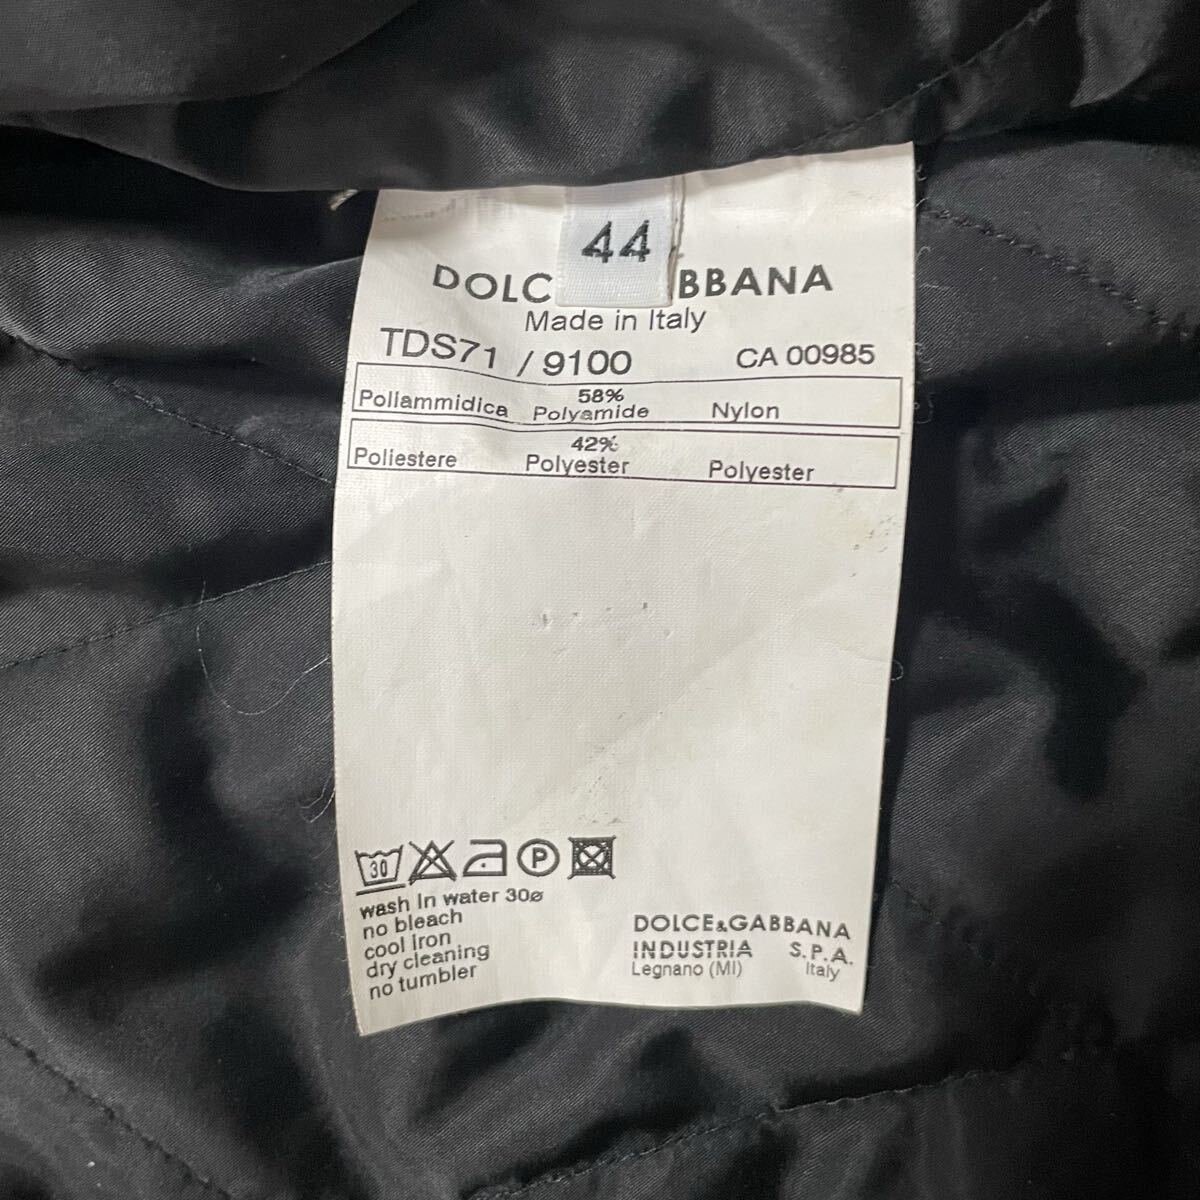 44
DOLC BBANA
Made in Italy
TDS71 / 9100 CA 00985
58%
Poliammidica Polyamide Nylon
42%
Poliestere Polyester Polyester
30 P
wash in water 30ø
no bleach
cool iron
dry cleaning
no tumbler
DOLCE&GABBANA
INDUSTRIA S.P.A.
Legnano (MI) Italy